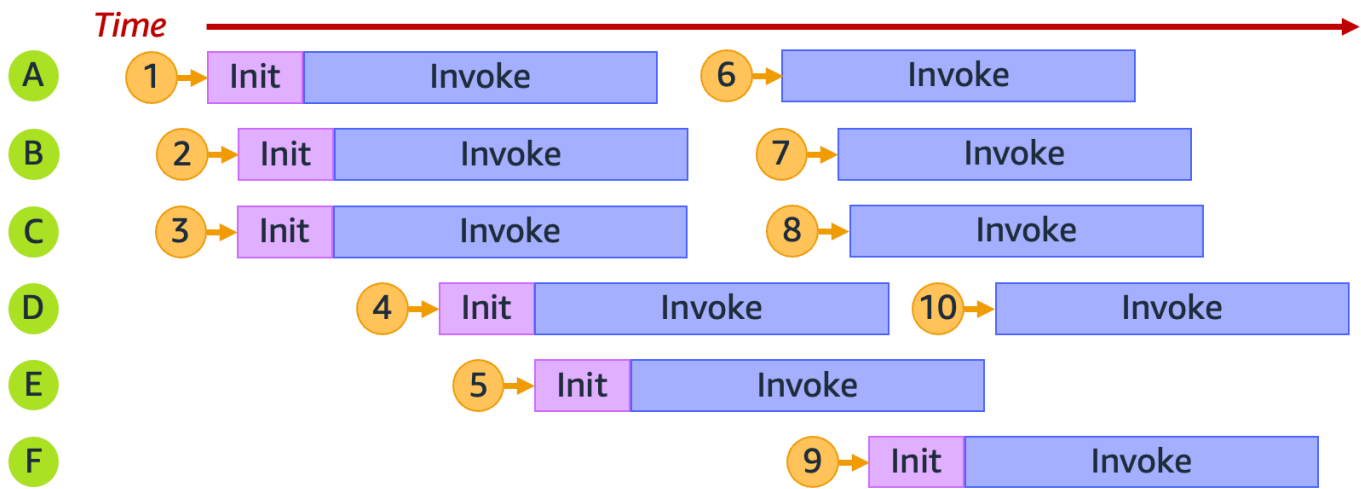 Time
A 1 Init Invoke 6 Invoke
B 2 Init Invoke 7 Invoke
C 3 Init Invoke 8 Invoke
D 4 Init Invoke 10 Invoke
E 5 Init Invoke
F 9 Init Invoke